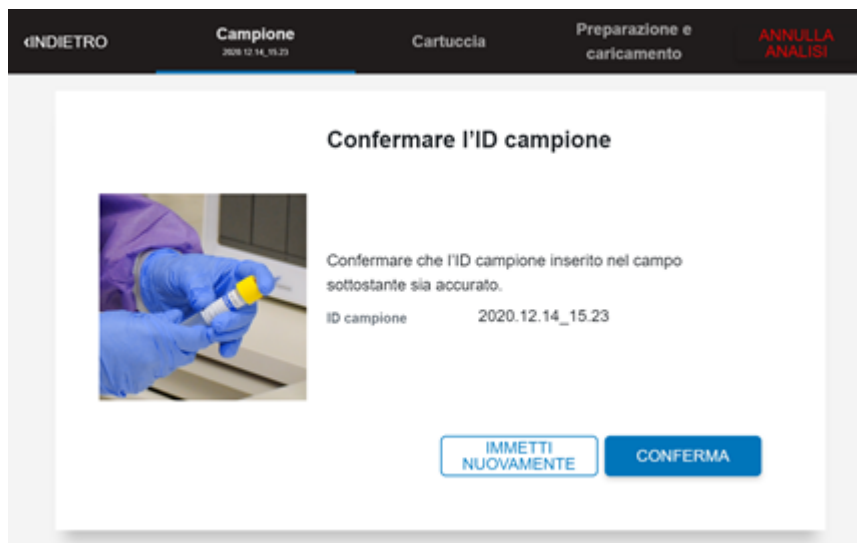 ‹INDIETRO
Campione
2020.12.14_15.23
Cartuccia
Preparazione e
caricamento
ANNULLA
ANALISI
Confermare l'ID campione
Confermare che l'ID campione inserito nel campo
sottostante sia accurato.
ID campione 2020.12.14_15.23
IMMETTI
NUOVAMENTE
CONFERMA